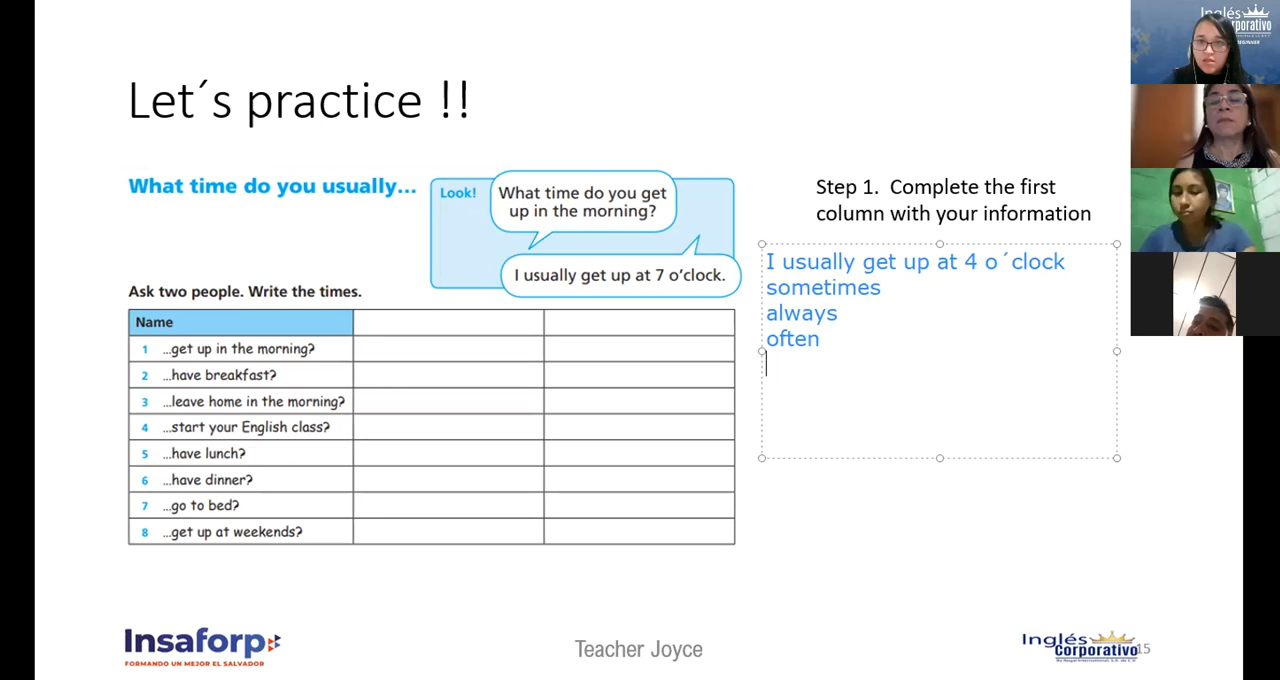 Let´s practice !!
What time do you usually...
Look!
What time do you get
up in the morning?
I usually get up at 7 o'clock.
Ask two people. Write the times.
Name
1 ...get up in the morning?
2 ...have breakfast?
3 ...leave home in the morning?
4 ...start your English class?
5 ...have lunch?
6 ...have dinner?
7 ...go to bed?
8 ...get up at weekends?
Step 1. Complete the first
column with your information
I usually get up at 4 o´clock
sometimes
always
often
Insaforp
FORMANDO UN MEJOR EL SALVADOR
Teacher Joyce
Inglés
Corporativo
15
Inglés
Corporativo
BEGINNER